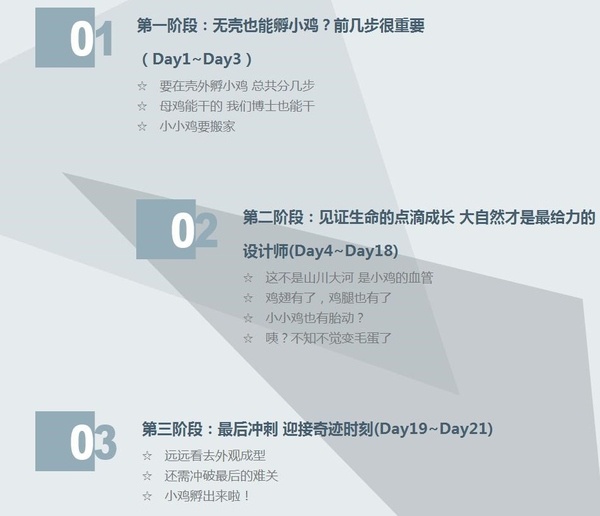 01
第一阶段：无壳也能孵小鸡？前几步很重要
（Day1~Day3）
☆ 要在壳外孵小鸡 总共分几步
☆ 母鸡能干的 我们博士也能干
☆ 小小鸡要搬家
02
第二阶段：见证生命的点滴成长 大自然才是最给力的
设计师(Day4~Day18)
☆ 这不是山川大河 是小鸡的血管
☆ 鸡翅有了，鸡腿也有了
☆ 小小鸡也有胎动？
☆ 咦？不知不觉变毛蛋了
03
第三阶段：最后冲刺 迎接奇迹时刻(Day19~Day21)
☆ 远远看去外观成型
☆ 还需冲破最后的难关
☆ 小鸡孵出来啦！